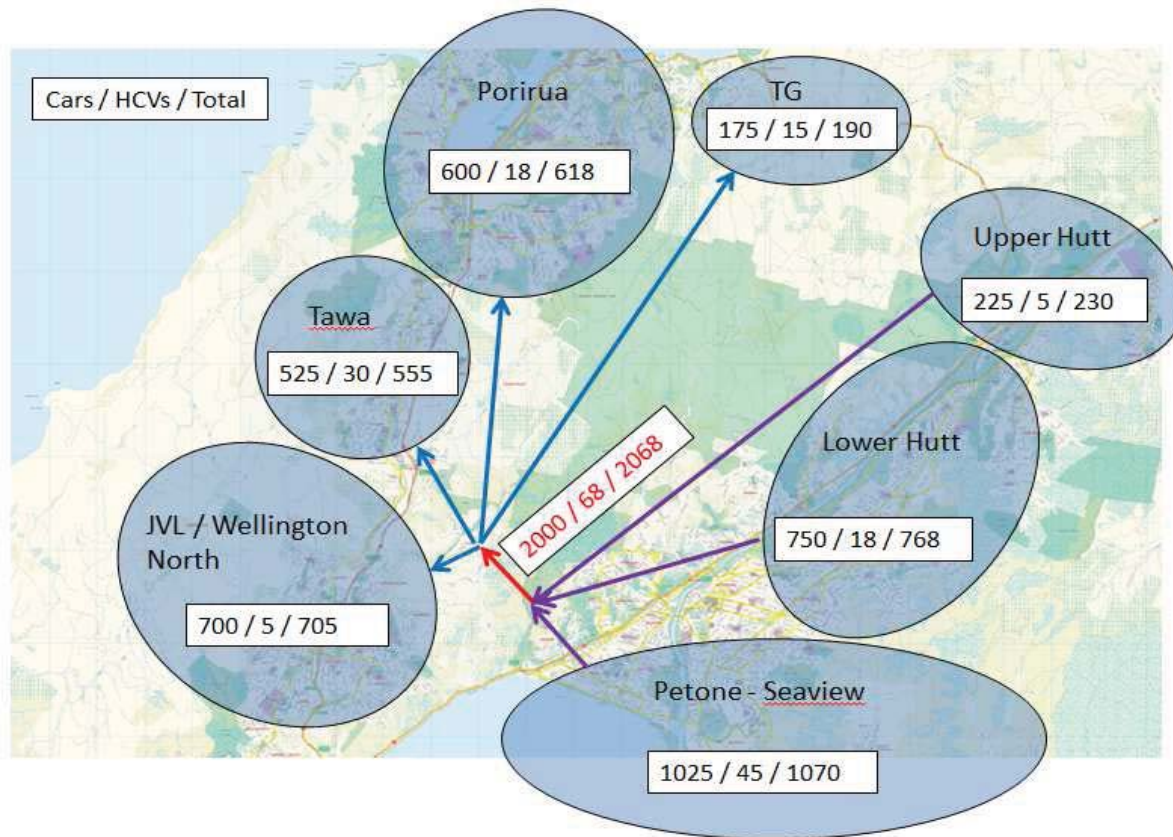 Cars / HCVs / Total
Porirua
600 / 18 / 618
TG
175 / 15 / 190
Upper Hutt
225 / 5 / 230
Tawa
525 / 30 / 555
Lower Hutt
750 / 18 / 768
2000 / 68 / 2068
JVL / Wellington
North
700 / 5 / 705
Petone - Seaview
1025 / 45 / 1070